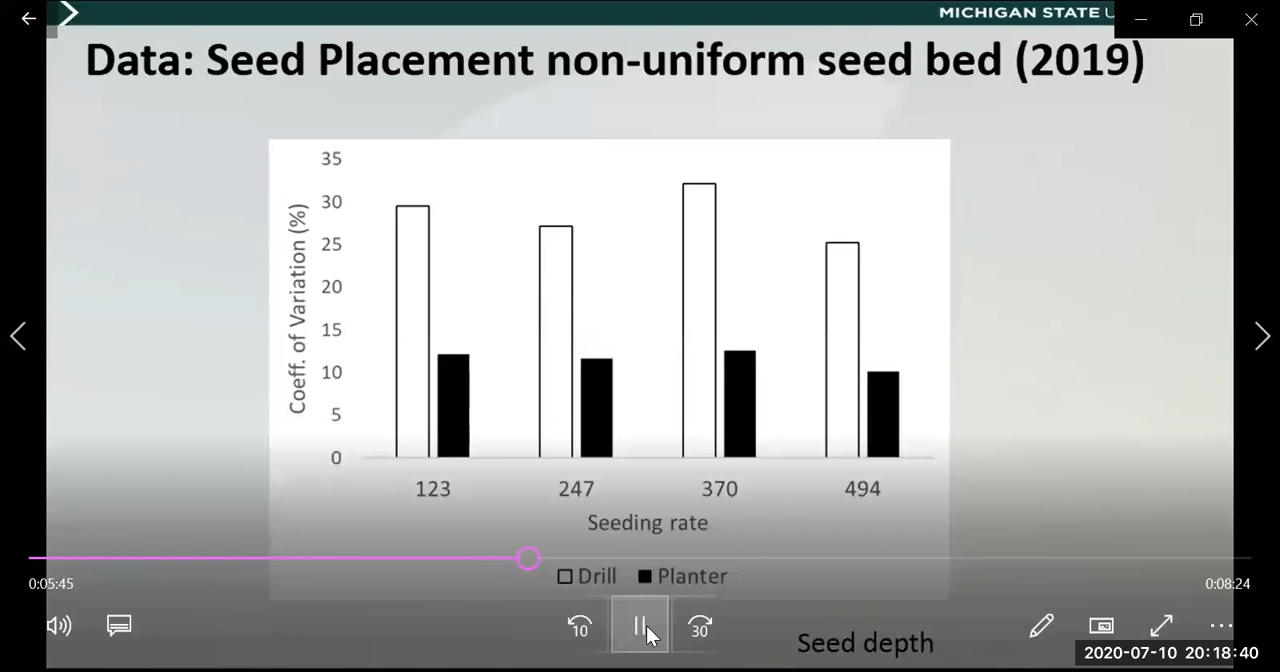 MICHIGAN STATE U
Data: Seed Placement non-uniform seed bed (2019)
35
30
25
20
15
10
5
0
Coeff. of Variation (%)
123 247 370 494
Seeding rate
Drill Planter
0:05:45 0:08:24
10 30
Seed depth
2020-07-10 20:18:40